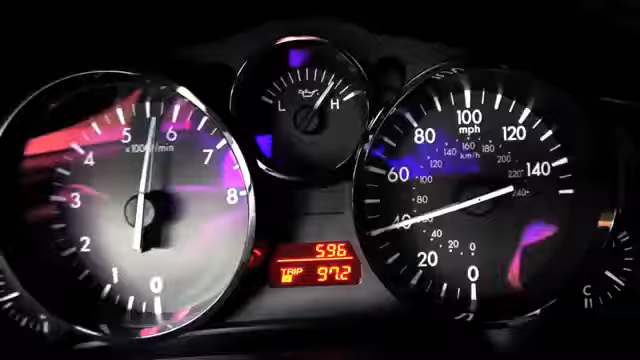 L H
0 1 2 3 4 5 6 7 8
x1000r/min
0 20 40 60 80 100 120 140
mph
20 40 80 100 120 140 160 180 200 220 240
km/h
596
TRIP 97.2
C